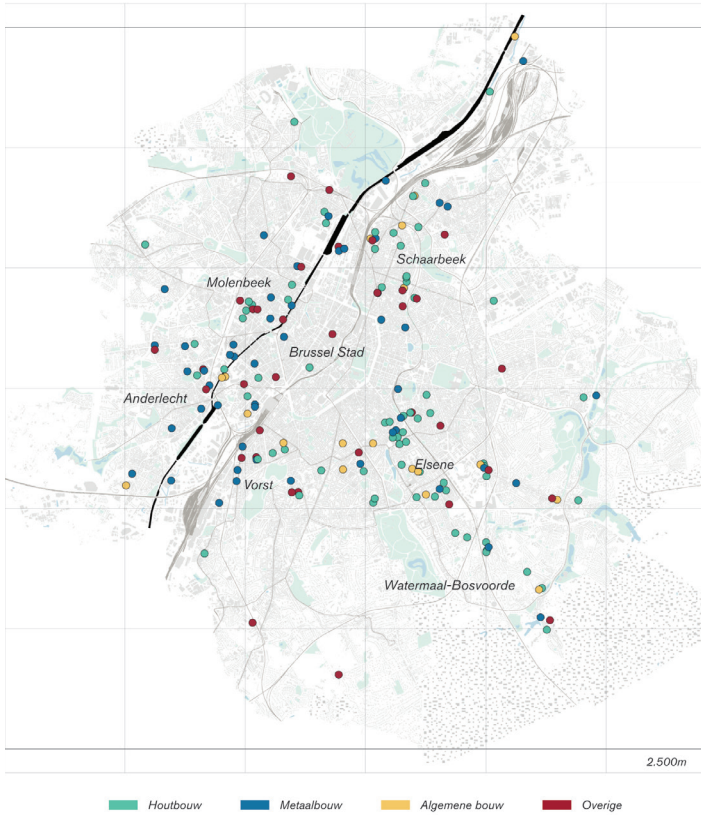 Schaarbeek
Molenbeek
Brussel Stad
Anderlecht
Elsene
Vorst
Watermaal-Bosvoorde
2.500m
Houtbouw Metaalbouw Algemene bouw Overige